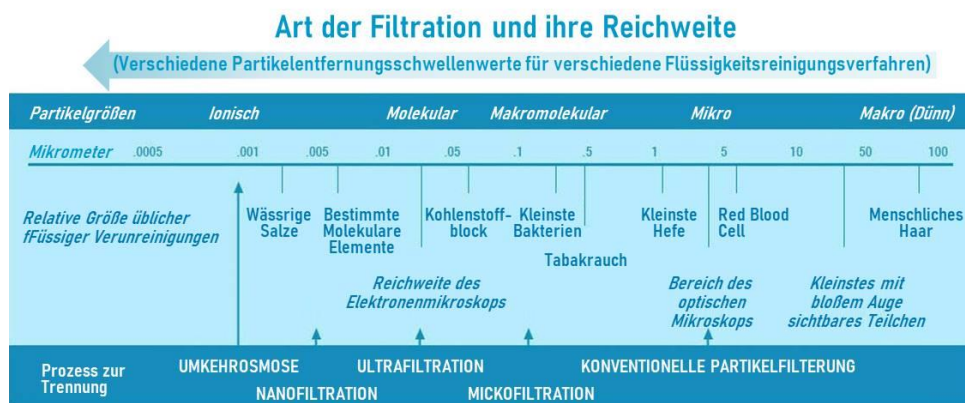 Art der Filtration und ihre Reichweite
(Verschiedene Partikelentfernungsschwellenwerte für verschiedene Flüssigkeitsreinigungsverfahren)
Partikelgrößen Ionisch Molekular Makromolekular Mikro Makro (Dünn)
Mikrometer .0005 .001 .005 .01 .05 .1 .5 1 5 10 50 100
Relative Größe üblicher
fFüssiger Verunreinigungen
Wässrige
Salze
Bestimmte
Molekulare
Elemente
Kohlenstoff-
block
Kleinste
Bakterien
Tabakrauch
Kleinste
Hefe
Red Blood
Cell
Menschliches
Haar
Reichweite des
Elektronenmikroskops
Bereich des
optischen
Mikroskops
Kleinstes mit
bloßem Auge
sichtbares Teilchen
Prozess zur
Trennung
UMKEHROSMOSE
NANOFILTRATION
ULTRAFILTRATION
MICKOFILTRATION
KONVENTIONELLE PARTIKELFILTERUNG